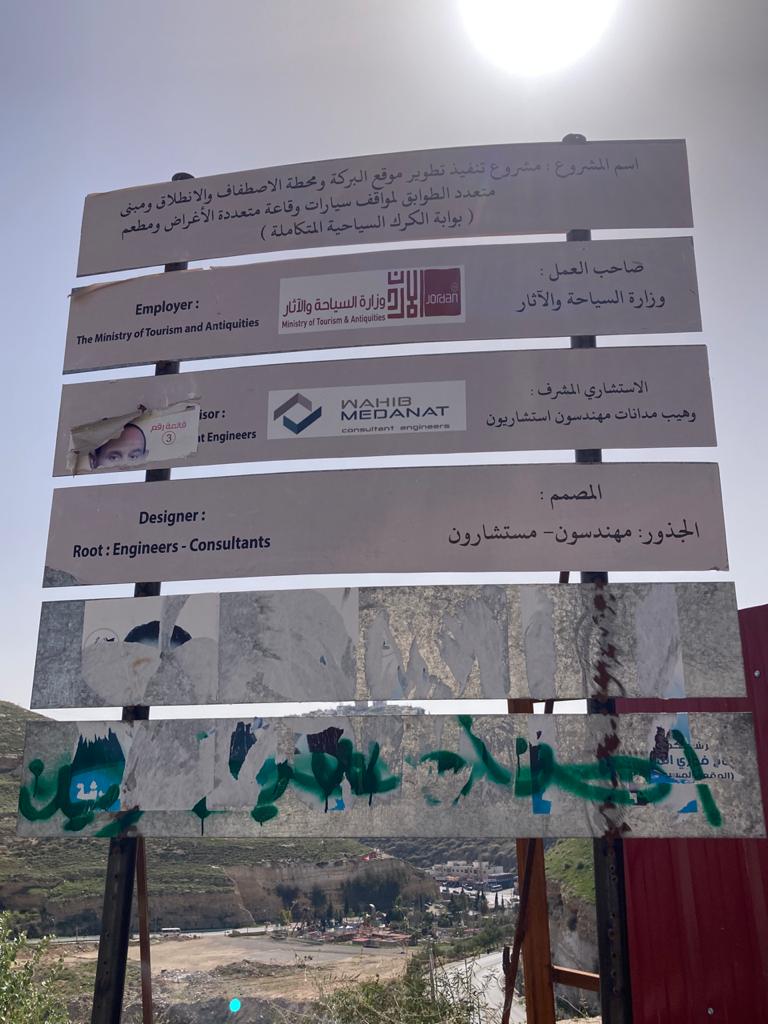 اسم المشروع : مشروع تنفيذ تطوير موقع البركة ومحطة الاصطفاف والانطلاق ومبنى
متعدد الطوابق لمواقف سيارات وقاعة متعددة الأغراض ومطعم
( بوابة الكرك السياحية المتكاملة )
صاحب العمل :
وزارة السياحة والآثار
الأردن
Jordan
وزارة السياحة والآثار
Ministry of Tourism & Antiquities
Employer :
The Ministry of Tourism and Antiquities
الاستشاري المشرف :
وهيب مدانات مهندسون استشاريون
WAHIB
MEDANAT
consultant engineers
isor :
nt Engineers
قائمة رقم
3
المصمم :
الجذور: مهندسون- مستشارون
Designer :
Root : Engineers - Consultants